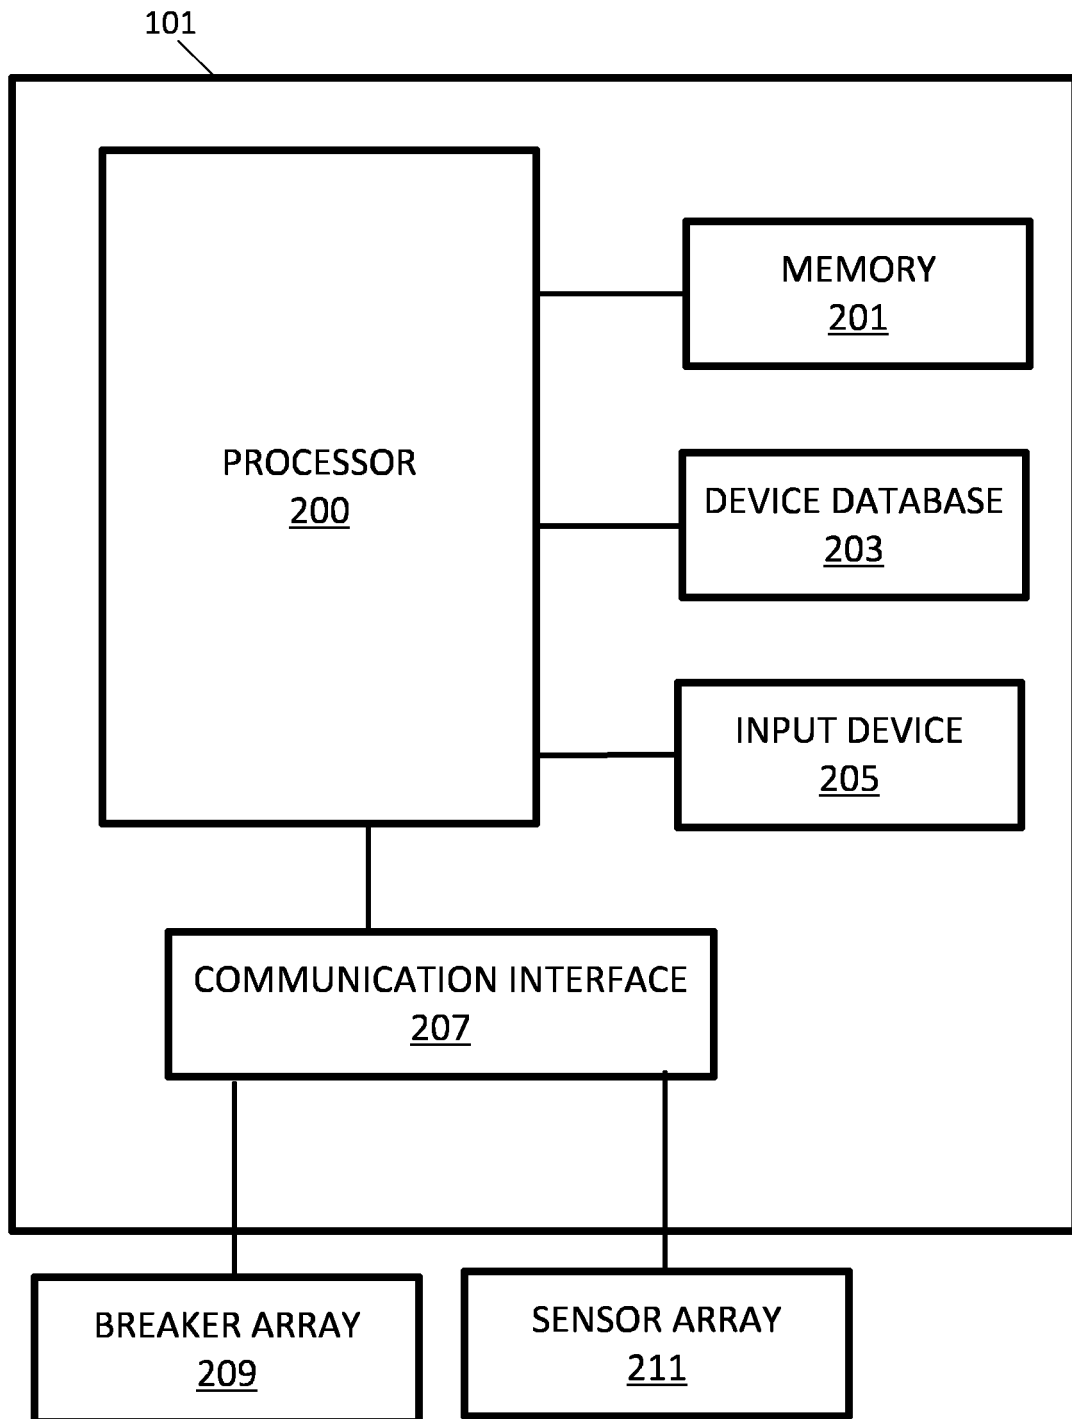 101
MEMORY
201
PROCESSOR
200
DEVICE DATABASE
203
INPUT DEVICE
205
COMMUNICATION INTERFACE
207
BREAKER ARRAY
209
SENSOR ARRAY
211